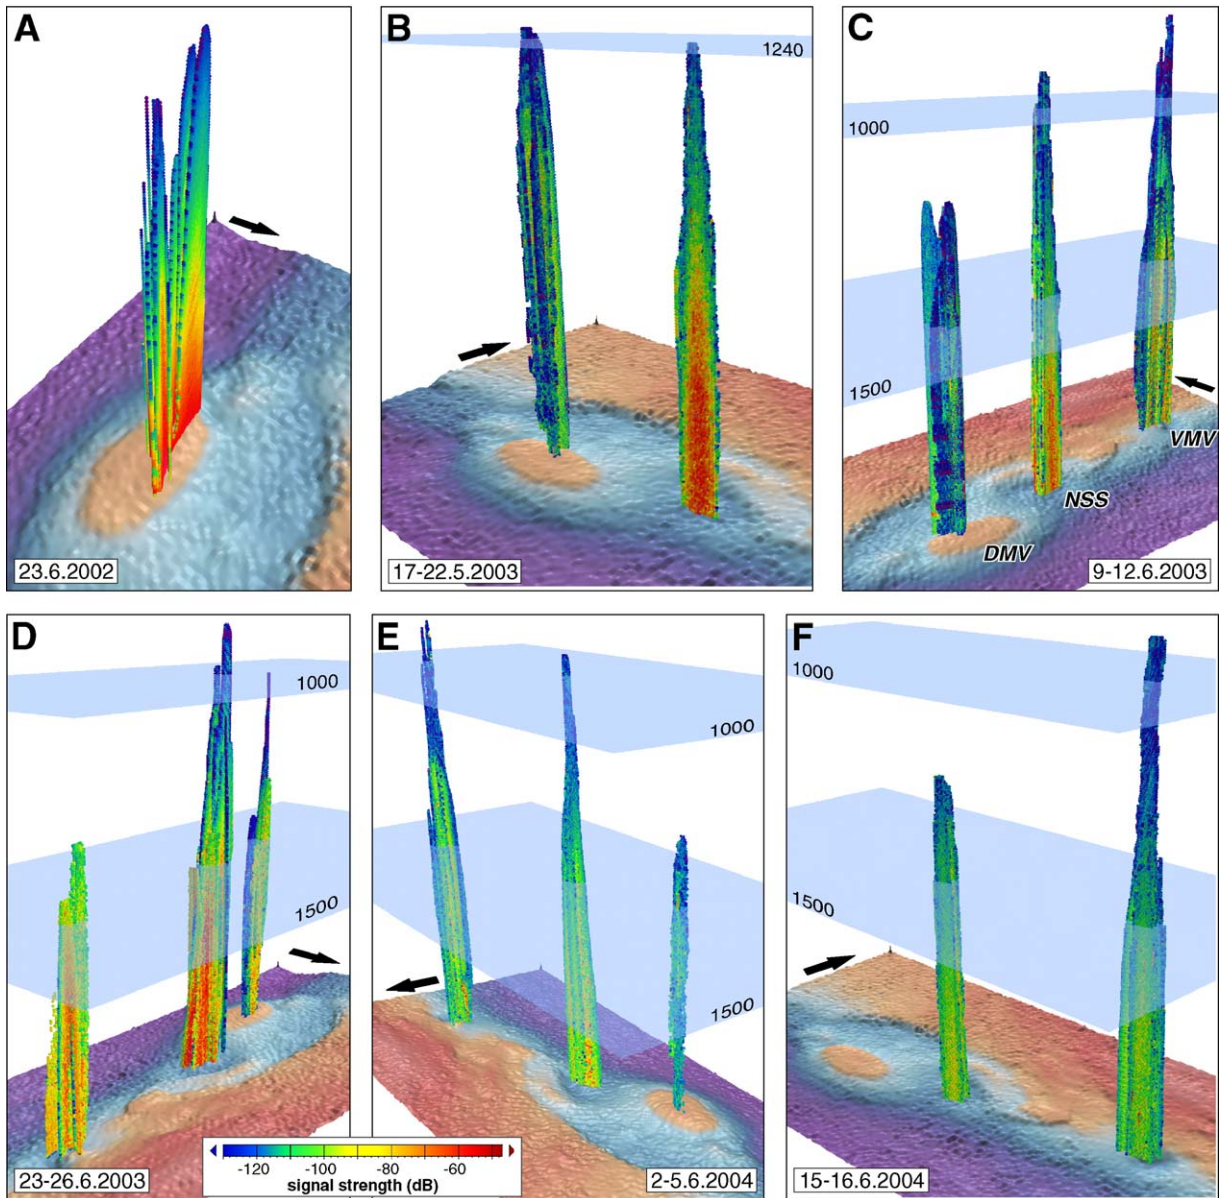 A
23.6.2002
B
1240
17-22.5.2003
C
1000
1500
VMV
NSS
DMV
9-12.6.2003
D
1000
1500
23-26.6.2003
E
1000
1500
2-5.6.2004
F
1000
1500
15-16.6.2004
-120 -100 -80 -60
signal strength (dB)